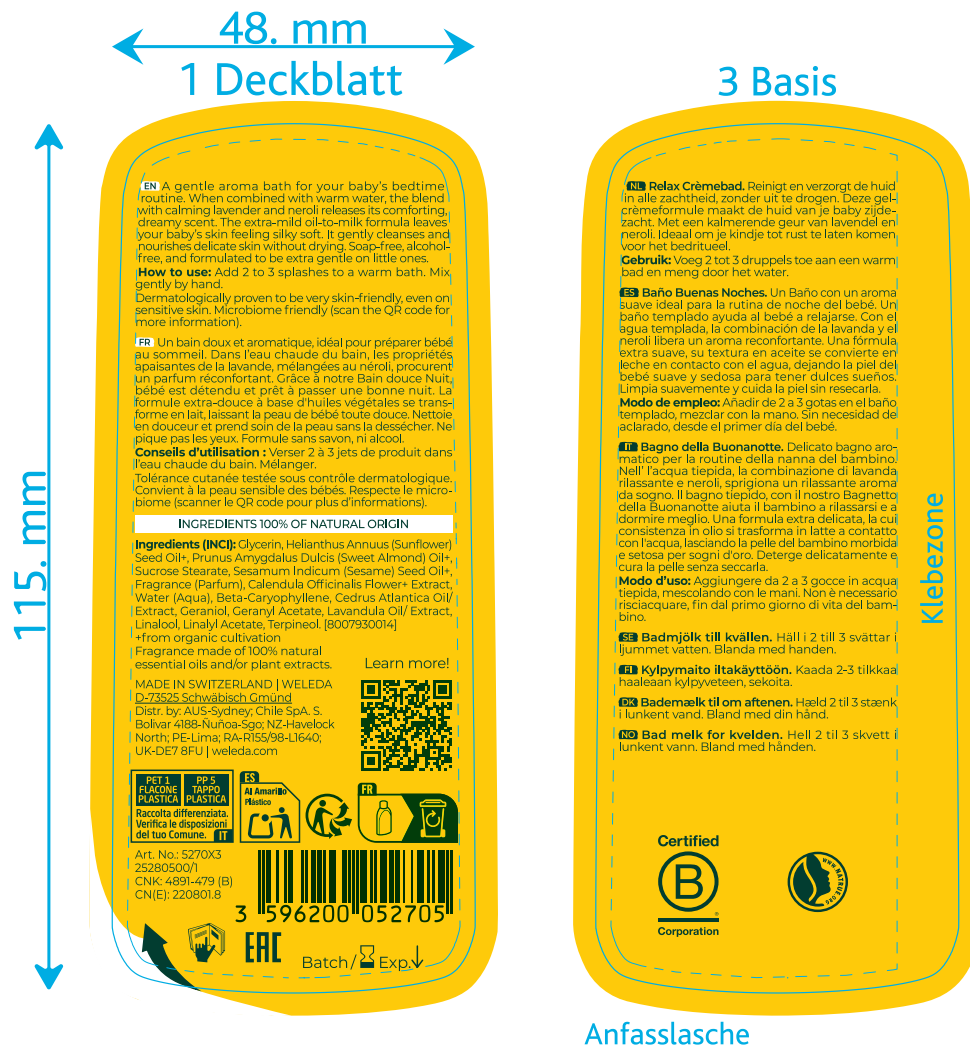 48. mm
1 Deckblatt
115. mm
EN A gentle aroma bath for your baby's bedtime
routine. When combined with warm water, the blend
with calming lavender and neroli releases its comforting,
dreamy scent. The extra-mild oil-to-milk formula leaves
your baby's skin feeling silky soft. It gently cleanses and
nourishes delicate skin without drying. Soap-free, alcohol-
free, and formulated to be extra gentle on little ones.
How to use: Add 2 to 3 splashes to a warm bath. Mix
gently by hand.
Dermatologically proven to be very skin-friendly, even on
sensitive skin. Microbiome friendly (scan the QR code for
more information).
FR Un bain doux et aromatique, idéal pour préparer bébé
au sommeil. Dans l'eau chaude du bain, les propriétés
apaisantes de la lavande, mélangées au néroli, procurent
un parfum réconfortant. Grâce à notre Bain douce Nuit,
bébé est détendu et prêt à passer une bonne nuit. La
formule extra-douce à base d'huiles végétales se trans-
forme en lait, laissant la peau de bébé toute douce. Nettoie
en douceur et prend soin de la peau sans la dessécher. Ne
pique pas les yeux. Formule sans savon, ni alcool.
Conseils d'utilisation : Verser 2 à 3 jets de produit dans
l'eau chaude du bain. Mélanger.
Tolérance cutanée testée sous contrôle dermatologique.
Convient à la peau sensible des bébés. Respecte le micro-
biome (scanner le QR code pour plus d'informations).
INGREDIENTS 100% OF NATURAL ORIGIN
Ingredients (INCI): Glycerin, Helianthus Annuus (Sunflower)
Seed Oil+, Prunus Amygdalus Dulcis (Sweet Almond) Oil+,
Sucrose Stearate, Sesamum Indicum (Sesame) Seed Oil+,
Fragrance (Parfum), Calendula Officinalis Flower+ Extract,
Water (Aqua), Beta-Caryophyllene, Cedrus Atlantica Oil/
Extract, Geraniol, Geranyl Acetate, Lavandula Oil/ Extract,
Linalool, Linalyl Acetate, Terpineol. [8007930014]
+from organic cultivation
Fragrance made of 100% natural
essential oils and/or plant extracts.
Learn more!
MADE IN SWITZERLAND | WELEDA
D-73525 Schwäbisch Gmünd
Distr. by: AUS-Sydney; Chile SpA. S.
Bolivar 4188-Ñuñoa-Sgo; NZ-Havelock
North; PE-Lima; RA-R155/98-L1640;
UK-DE7 8FU | weleda.com
PET 1
FLACONE
PLASTICA
PP 5
TAPPO
PLASTICA
Raccolta differenziata.
Verifica le disposizioni
del tuo Comune. IT
ES
Al Amarillo
Plástico
FR
Art. No.: 5270X3
25280500/1
CNK: 4891-479 (B)
CN(E): 220801.8
3 596200 052705
EAC
Batch / Exp.
3 Basis
NL Relax Crèmebad. Reinigt en verzorgt de huid
in alle zachtheid, zonder uit te drogen. Deze gel-
crèmeformule maakt de huid van je baby zijde-
zacht. Met een kalmerende geur van lavendel en
neroli. Ideaal om je kindje tot rust te laten komen
voor het bedritueel.
Gebruik: Voeg 2 tot 3 druppels toe aan een warm
bad en meng door het water.
ES Baño Buenas Noches. Un Baño con un aroma
suave ideal para la rutina de noche del bebé. Un
baño templado ayuda al bebé a relajarse. Con el
agua templada, la combinación de la lavanda y el
neroli libera un aroma reconfortante. Una fórmula
extra suave, su textura en aceite se convierte en
leche en contacto con el agua, dejando la piel del
bebé suave y sedosa para tener dulces sueños.
Limpia suavemente y cuida la piel sin resecarla.
Modo de empleo: Añadir de 2 a 3 gotas en el baño
templado, mezclar con la mano. Sin necesidad de
aclarado, desde el primer día del bebé.
IT Bagno della Buonanotte. Delicato bagno aro-
matico per la routine della nanna del bambino.
Nell' l'acqua tiepida, la combinazione di lavanda
rilassante e neroli, sprigiona un rilassante aroma
da sogno. Il bagno tiepido, con il nostro Bagnetto
della Buonanotte aiuta il bambino a rilassarsi e a
dormire meglio. Una formula extra delicata, la cui
consistenza in olio si trasforma in latte a contatto
con l'acqua, lasciando la pelle del bambino morbida
e setosa per sogni d'oro. Deterge delicatamente e
cura la pelle senza seccarla.
Modo d'uso: Aggiungere da 2 a 3 gocce in acqua
tiepida, mescolando con le mani. Non è necessario
risciacquare, fin dal primo giorno di vita del bam-
bino.
SE Badmjölk till kvällen. Häll i 2 till 3 svättar i
ljummet vatten. Blanda med handen.
FI Kylpymaito iltakäyttöön. Kaada 2-3 tilkkaa
haaleaan kylpyveteen, sekoita.
DK Bademælk til om aftenen. Hæld 2 til 3 stænk
i lunkent vand. Bland med din hånd.
NO Bad melk for kvelden. Hell 2 til 3 skvett i
lunkent vann. Bland med hånden.
Klebezone
Certified
B
®
Corporation
WWW.NATRUE.ORG
Anfasslasche